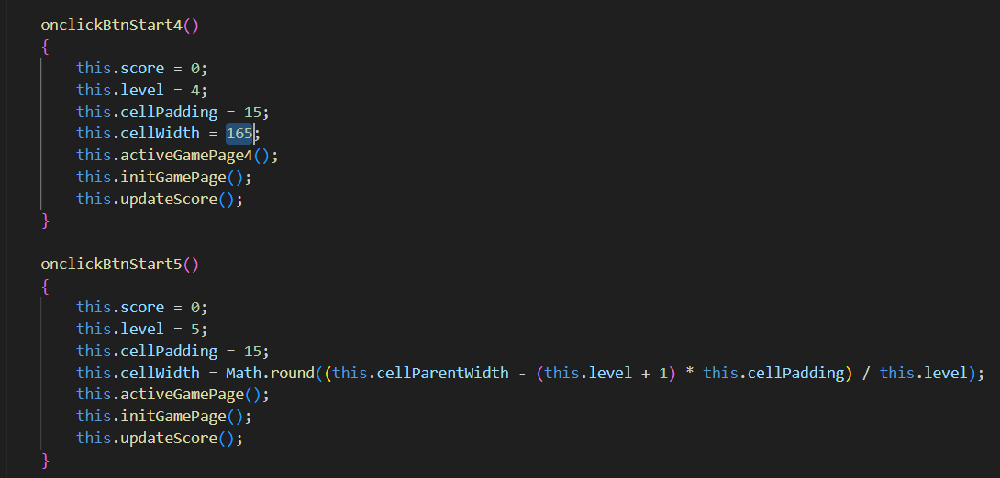 onclickBtnStart4()
{
this.score = 0;
this.level = 4;
this.cellPadding = 15;
this.cellWidth = 165;
this.activeGamePage4();
this.initGamePage();
this.updateScore();
}
onclickBtnStart5()
{
this.score = 0;
this.level = 5;
this.cellPadding = 15;
this.cellWidth = Math.round((this.cellParentWidth - (this.level + 1) * this.cellPadding) / this.level);
this.activeGamePage();
this.initGamePage();
this.updateScore();
}